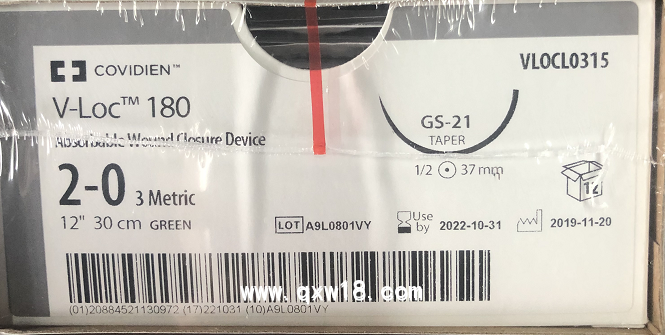 COVIDIEN™
VLOCL0315
V-Loc™ 180
Absorbable Wound Closure Device
GS-21
TAPER
1/2 37 mm
2-0 3 Metric
12" 30 cm GREEN
12
LOT A9L0801VY
Use by 2022-10-31
2019-11-20
www.gxw18.com
(01)20884521130972 (17)221031 (10)A9L0801VY